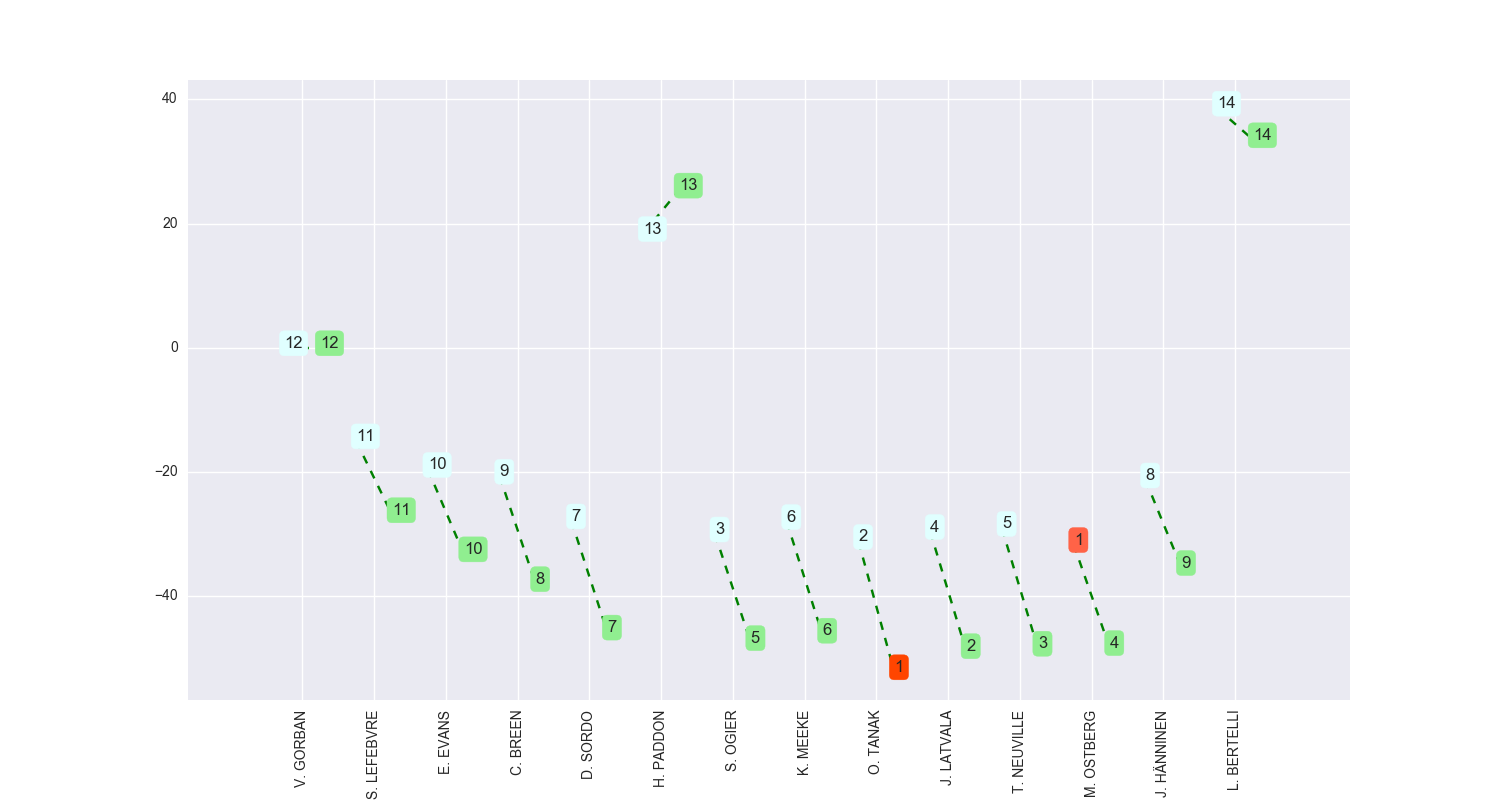 40
14
14
20
13
13
0
12
12
11
10
9
8
−20
11
10
8
7
3
6
2
4
5
1
9
−40
7
5
6
1
2
3
4
V. GORBAN
S. LEFEBVRE
E. EVANS
C. BREEN
D. SORDO
H. PADDON
S. OGIER
K. MEEKE
O. TANAK
J. LATVALA
T. NEUVILLE
M. OSTBERG
J. HÄNNINEN
L. BERTELLI